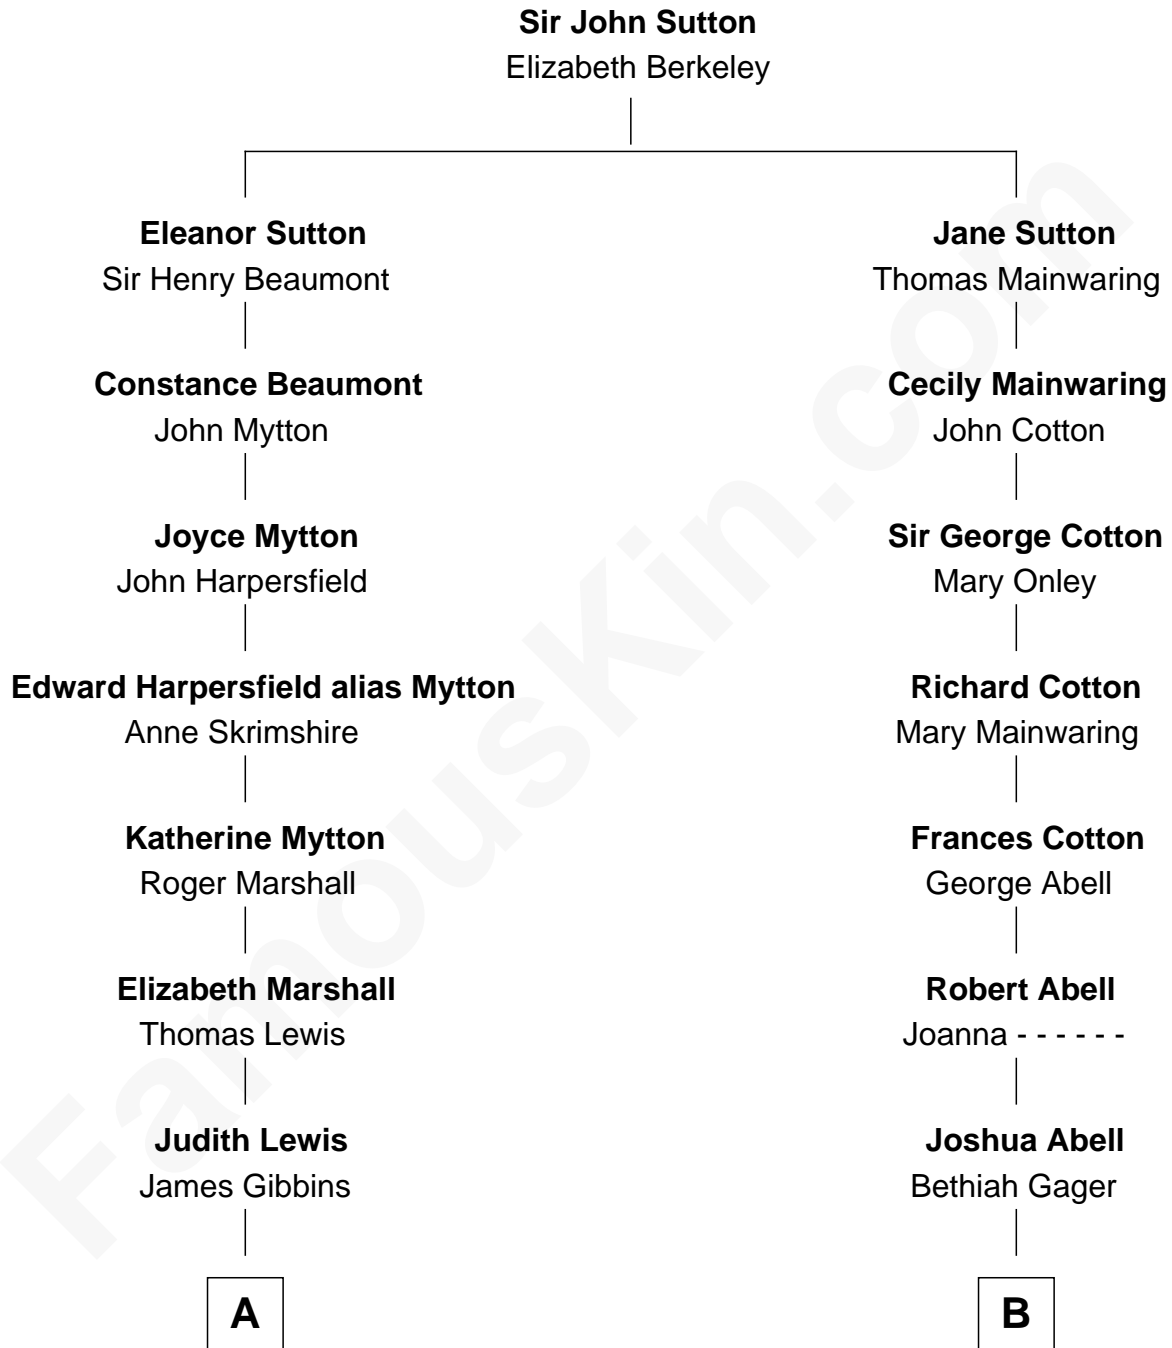 Sir John Sutton
Elizabeth Berkeley
Eleanor Sutton
Sir Henry Beaumont
Jane Sutton
Thomas Mainwaring
Constance Beaumont
John Mytton
Cecily Mainwaring
John Cotton
Joyce Mytton
John Harpersfield
Sir George Cotton
Mary Onley
Edward Harpersfield alias Mytton
Anne Skrimshire
Richard Cotton
Mary Mainwaring
Katherine Mytton
Roger Marshall
Frances Cotton
George Abell
Elizabeth Marshall
Thomas Lewis
Robert Abell
Joanna - - - - - -
Judith Lewis
James Gibbins
Joshua Abell
Bethiah Gager
A
B
FamousKin.com